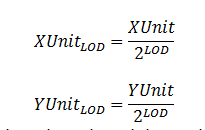 XUnit_LOD = XUnit / 2^LOD
YUnit_LOD = YUnit / 2^LOD